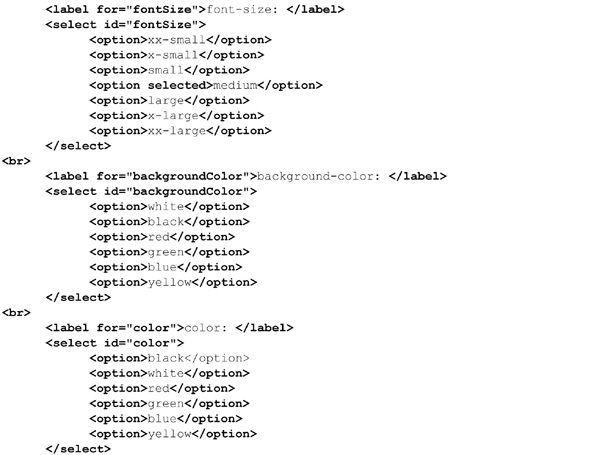 <label for="fontSize">font-size: </label>
<select id="fontSize">
<option>xx-small</option>
<option>x-small</option>
<option>small</option>
<option selected>medium</option>
<option>large</option>
<option>x-large</option>
<option>xx-large</option>
</select>
<br>
<label for="backgroundColor">background-color: </label>
<select id="backgroundColor">
<option>white</option>
<option>black</option>
<option>red</option>
<option>green</option>
<option>blue</option>
<option>yellow</option>
</select>
<br>
<label for="color">color: </label>
<select id="color">
<option>black</option>
<option>white</option>
<option>red</option>
<option>green</option>
<option>blue</option>
<option>yellow</option>
</select>